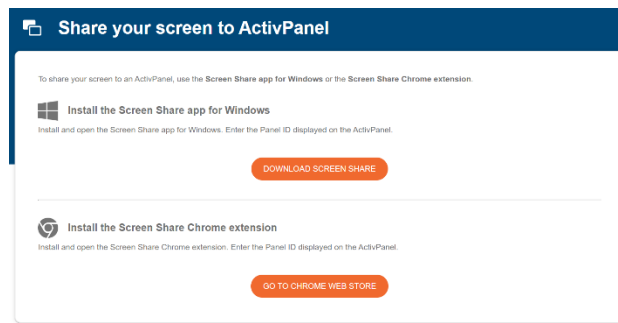 Share your screen to ActivPanel
To share your screen to an ActivPanel, use the Screen Share app for Windows or the Screen Share Chrome extension.
Install the Screen Share app for Windows
Install and open the Screen Share app for Windows. Enter the Panel ID displayed on the ActivPanel.
DOWNLOAD SCREEN SHARE
Install the Screen Share Chrome extension
Install and open the Screen Share Chrome extension. Enter the Panel ID displayed on the ActivPanel.
GO TO CHROME WEB STORE